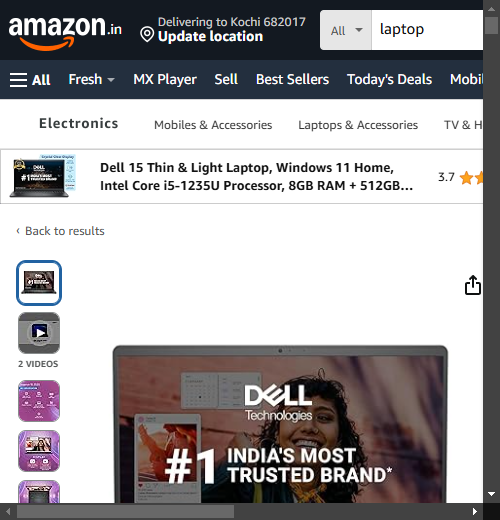 amazon.in
Delivering to Kochi 682017
Update location
All
laptop
All
Fresh
MX Player
Sell
Best Sellers
Today's Deals
Mobil
Electronics
Mobiles & Accessories
Laptops & Accessories
TV & H
Dell 15 Thin & Light Laptop, Windows 11 Home,
Intel Core i5-1235U Processor, 8GB RAM + 512GB...
3.7
‹ Back to results
2 VIDEOS
DELL
Technologies
#1 INDIA'S MOST
TRUSTED BRAND*